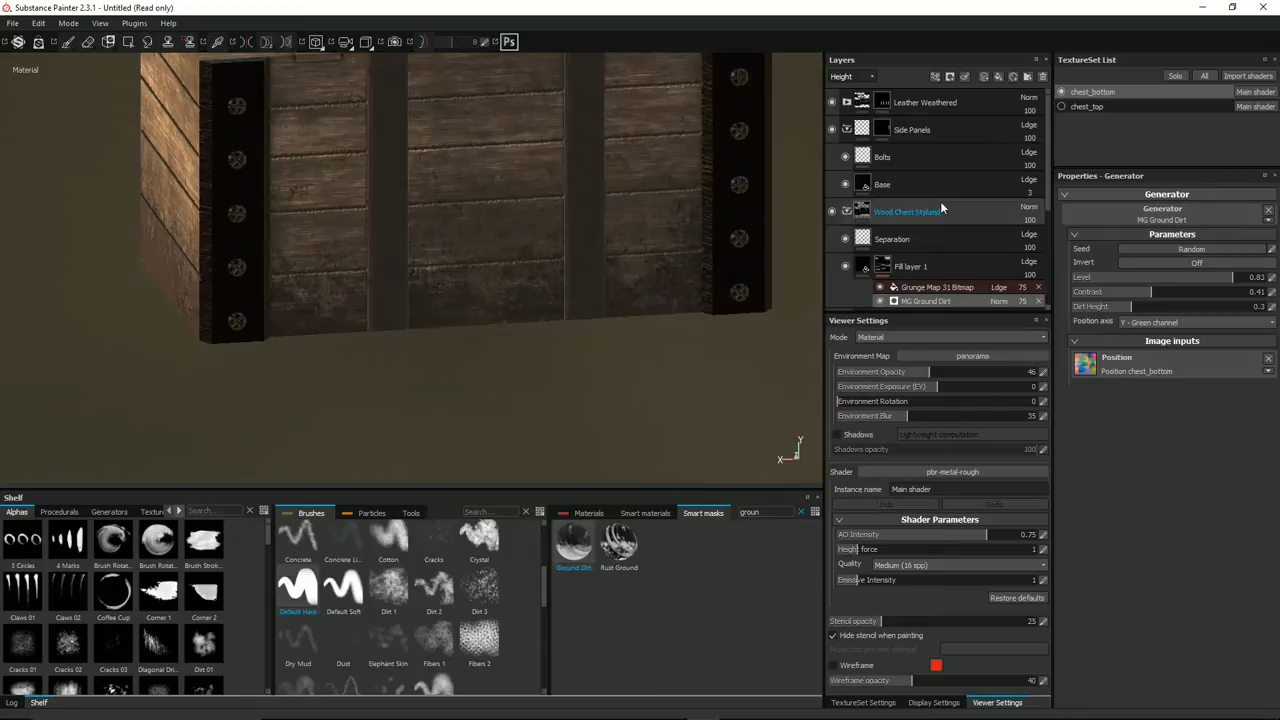 Substance Painter 2.3.1 - Untitled (Read only)
File Edit Mode View Plugins Help
8
Ps
Material
Layers
Height
Leather Weathered Norm 100
Side Panels Ldge 100
Bolts Ldge 100
Base Ldge 3
Wood Chest Stylized Norm 100
Separation Ldge 100
Fill layer 1 Ldge 100
Grunge Map 31 Bitmap Ldge 75
MG Ground Dirt Norm 75
TextureSet List
Solo All Import shaders
chest_bottom Main shader
chest_top Main shader
Properties - Generator
Generator
Generator
MG Ground Dirt
Parameters
Seed Random
Invert Off
Level 0.83
Contrast 0.41
Dirt Height 0.3
Position axis Y - Green channel
Image inputs
Position
Position chest_bottom
Viewer Settings
Mode Material
Environment Map panorama
Environment Opacity 46
Environment Exposure (EV) 0
Environment Rotation 0
Environment Blur 35
Shadows Lightweight computation
Shadows opacity 100
Shader pbr-metal-rough
Instance name Main shader
Undo Redo
Shader Parameters
AO Intensity 0.75
Height force 1
Quality Medium (16 spp)
Emissive Intensity 1
Restore defaults
Stencil opacity 25
Hide stencil when painting
Projection preview channel
Wireframe
Wireframe opacity 40
TextureSet Settings Display Settings Viewer Settings
Y
X Z
Shelf
Alphas Procedurals Generators Textur Search...
3 Circles 4 Marks Brush Rotat... Brush Rotat... Brush Strok...
Claws 01 Claws 02 Coffee Cup Corner 1 Corner 2
Cracks 01 Cracks 02 Cracks 03 Diagonal Dri... Dirt 01
Brushes Particles Tools Search...
Concrete Concrete Li... Cotton Cracks Crystal
Default Hard Default Soft Dirt 1 Dirt 2 Dirt 3
Dry Mud Dust Elephant Skin Fibers 1 Fibers 2
Materials Smart materials Smart masks groun
Ground Dirt Rust Ground
Log Shelf